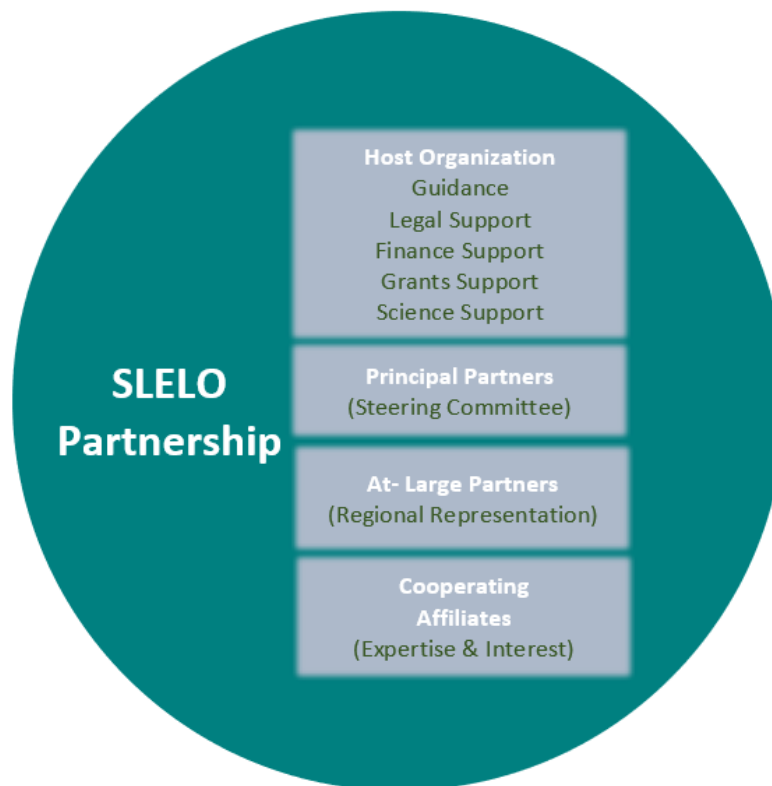 SLELO
Partnership
Host Organization
Guidance
Legal Support
Finance Support
Grants Support
Science Support
Principal Partners
(Steering Committee)
At- Large Partners
(Regional Representation)
Cooperating
Affiliates
(Expertise & Interest)